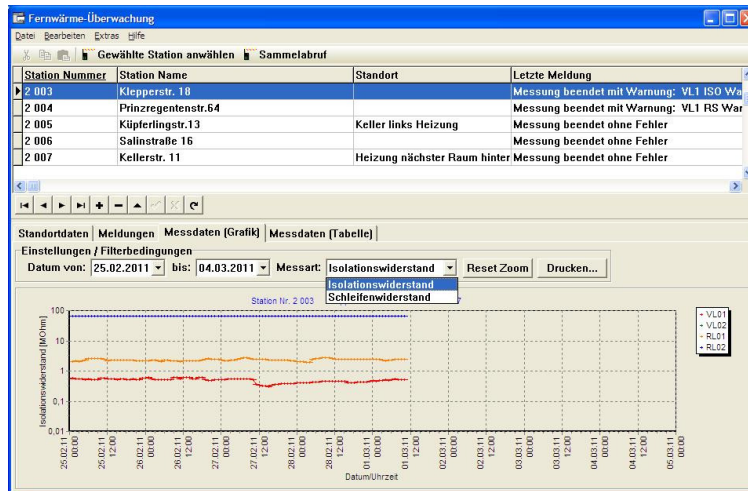 Fernwärme-Überwachung
Datei Bearbeiten Extras Hilfe
Gewählte Station anwählen Sammelabruf
Station Nummer Station Name Standort Letzte Meldung
2 003 Klepperstr. 18 Messung beendet mit Warnung: VL1 ISO Wa
2 004 Prinzregentenstr.64 Messung beendet mit Warnung: VL1 RS War
2 005 Küpferlingstr.13 Keller links Heizung Messung beendet ohne Fehler
2 006 Salinstraße 16 Messung beendet ohne Fehler
2 007 Kellerstr. 11 Heizung nächster Raum hinter Messung beendet ohne Fehler
Standortdaten Meldungen Messdaten (Grafik) Messdaten (Tabelle)
Einstellungen / Filterbedingungen
Datum von: 25.02.2011 bis: 04.03.2011 Messart: Isolationswiderstand Reset Zoom Drucken...
Isolationswiderstand
Schleifenwiderstand
Station Nr. 2 003
VL01
VL02
RL01
RL02
Isolationswiderstand [MOhm]
100
10
1
0,1
0,01
25.02.11 00:00
25.02.11 12:00
26.02.11 00:00
26.02.11 12:00
27.02.11 00:00
27.02.11 12:00
28.02.11 00:00
28.02.11 12:00
01.03.11 00:00
01.03.11 12:00
02.03.11 00:00
02.03.11 12:00
03.03.11 00:00
03.03.11 12:00
04.03.11 00:00
04.03.11 12:00
05.03.11 00:00
Datum/Uhrzeit